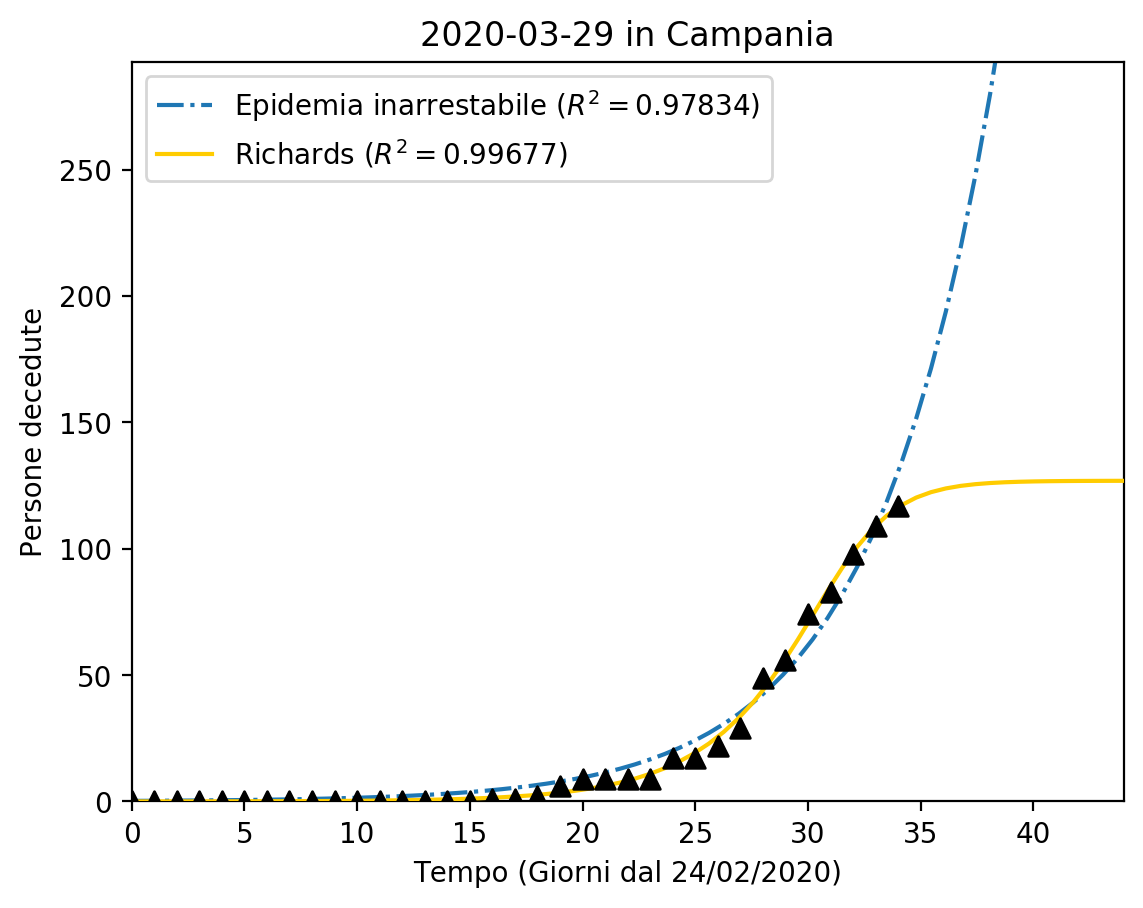 2020-03-29 in Campania
Epidemia inarrestabile (R² = 0.97834)
Richards (R² = 0.99677)
250
200
150
100
50
0
Persone decedute
0 5 10 15 20 25 30 35 40
Tempo (Giorni dal 24/02/2020)